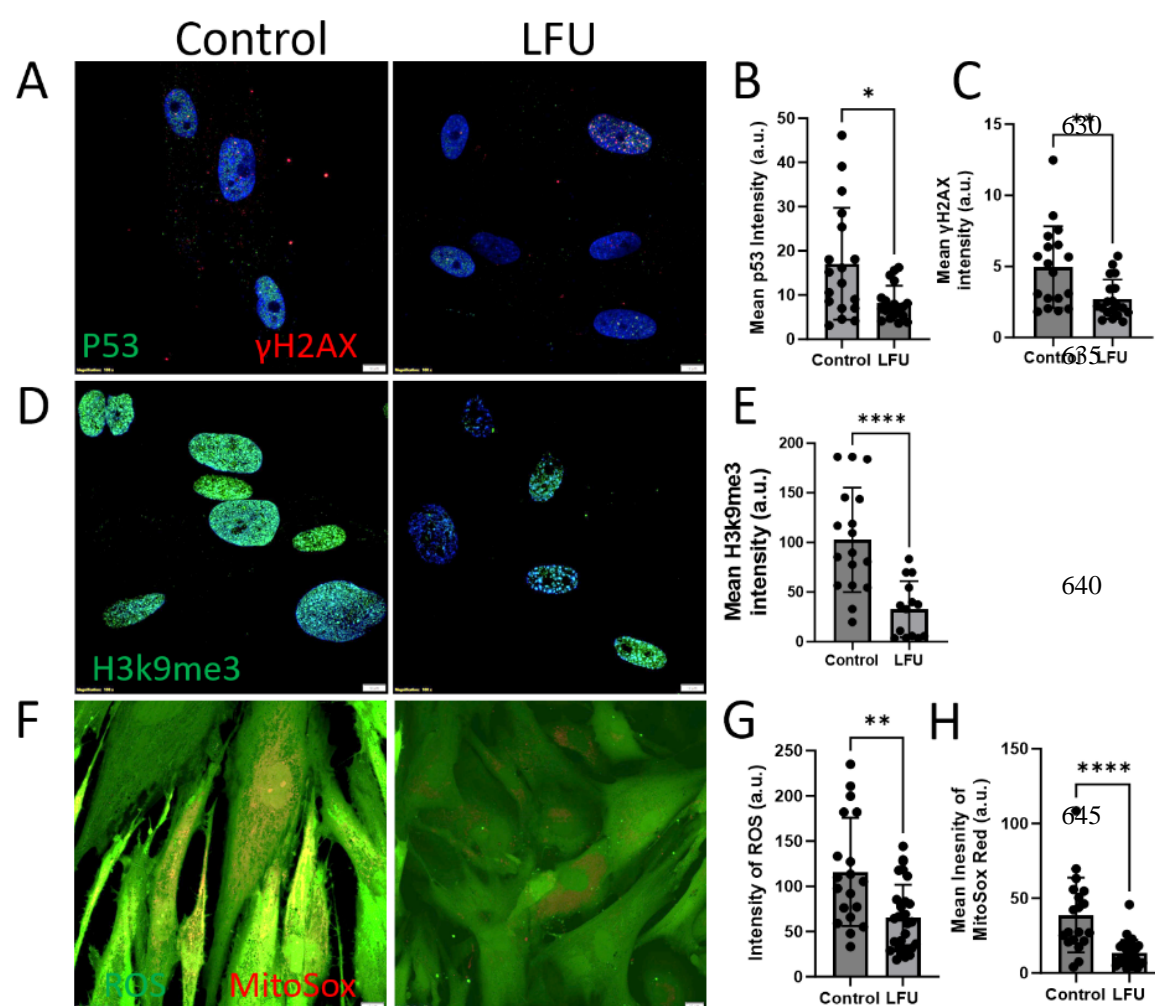 Control
LFU
A
P53
γH2AX
B
*
Mean p53 Intensity (a.u.)
50
40
30
20
10
0
Control
LFU
C
**
630
Mean γH2AX
intensity (a.u.)
15
10
5
0
Control
LFU
635
D
H3k9me3
E
****
Mean H3k9me3
intensity (a.u.)
200
150
100
50
0
Control
LFU
640
F
ROS
MitoSox
G
**
Intensity of ROS (a.u.)
250
200
150
100
50
0
Control
LFU
H
****
645
Mean Inesnity of
MitoSox Red (a.u.)
150
100
50
0
Control
LFU